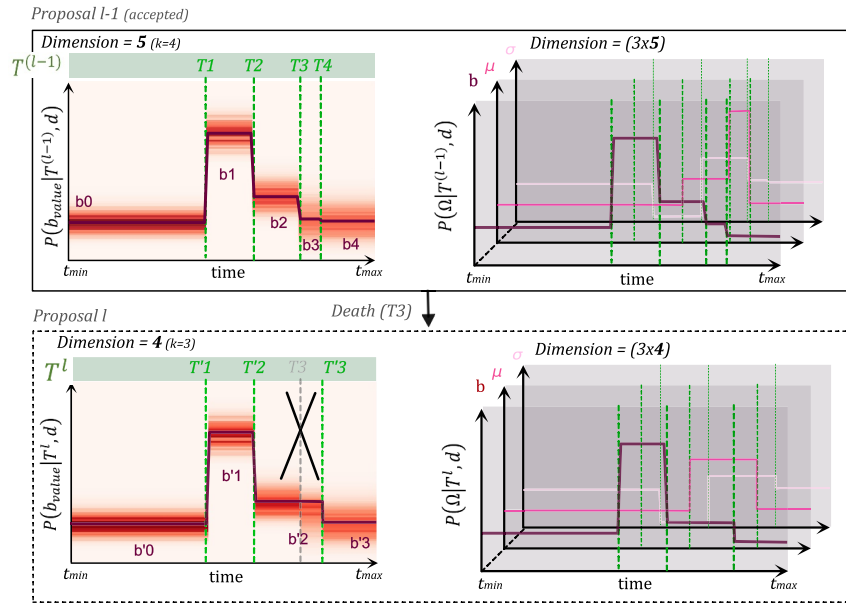 Proposal l-1 (accepted)
Dimension = 5 (k=4)
Dimension = (3x5)
T^(l−1)
T1 T2 T3 T4
σ
μ
b
P(b_value|T^(l−1), d)
P(Ω|T^(l−1), d)
b0
b1
b2
b3
b4
t_min time t_max
t_min time t_max
Proposal l
Death (T3)
Dimension = 4 (k=3)
Dimension = (3x4)
T^l
T'1 T'2 T3 T'3
σ
μ
b
P(b_value|T^l, d)
P(Ω|T^l, d)
b'1
b'0
b'2
b'3
t_min time t_max
t_min time t_max